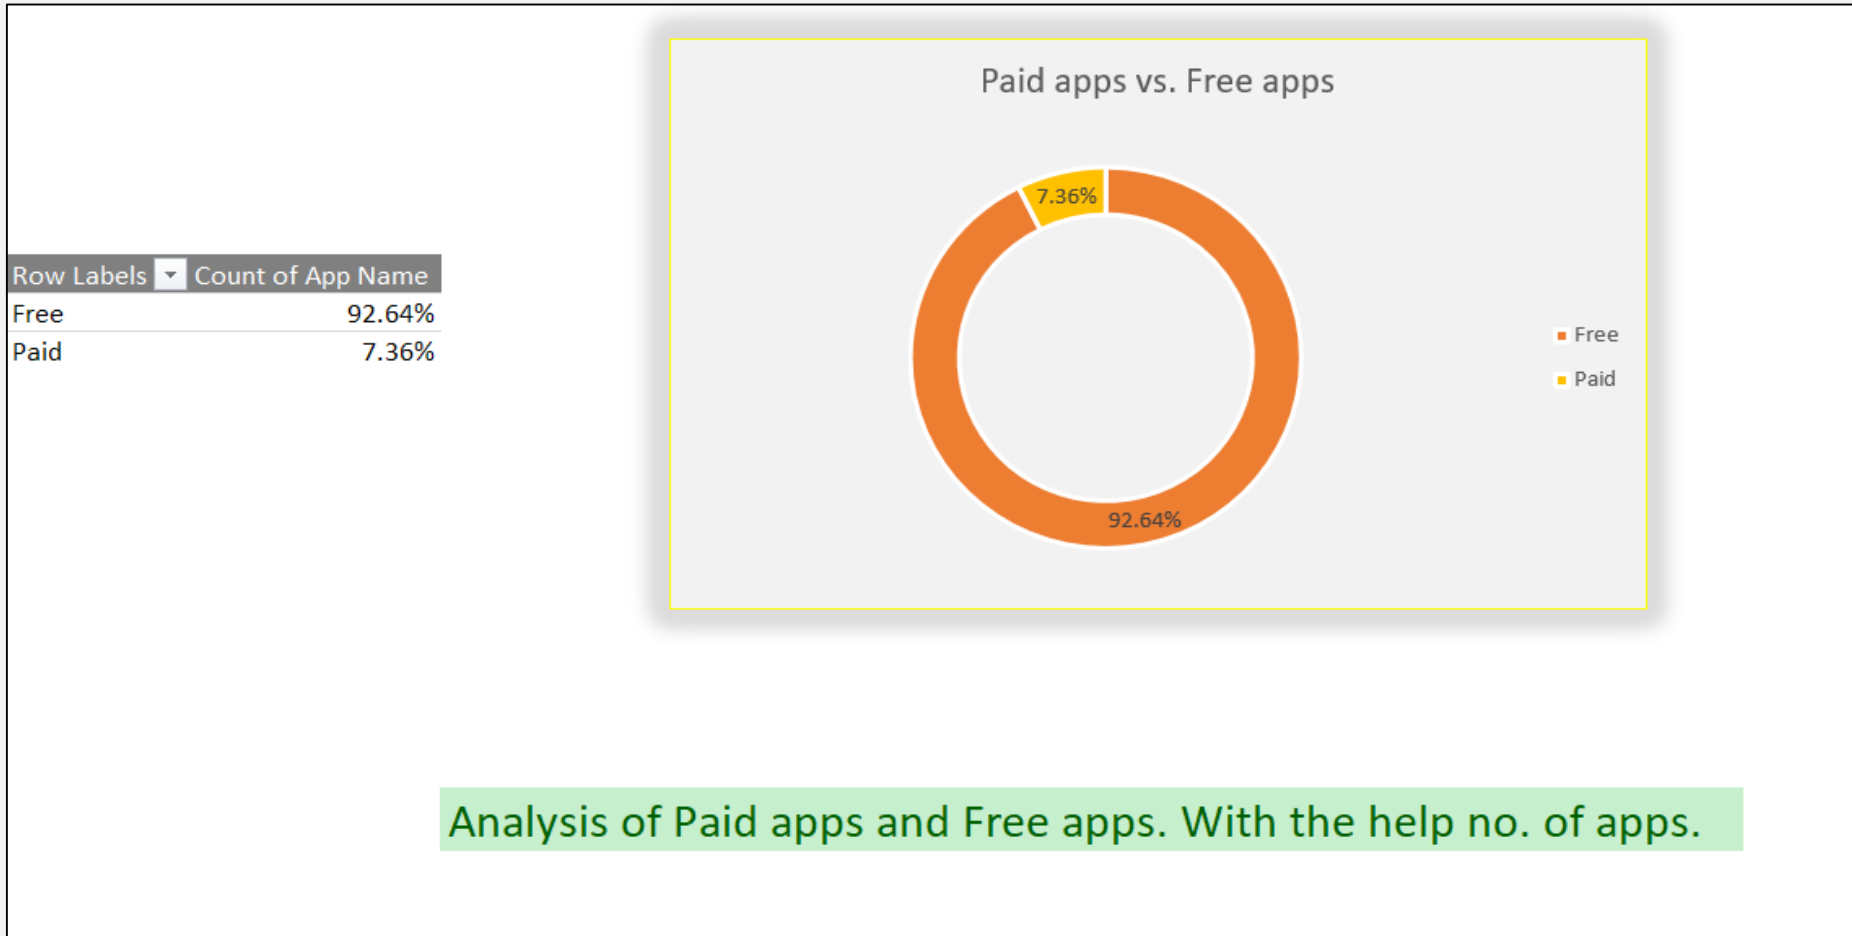 Paid apps vs. Free apps
7.36%
92.64%
Free
Paid
Row Labels Count of App Name
Free 92.64%
Paid 7.36%
Analysis of Paid apps and Free apps. With the help no. of apps.